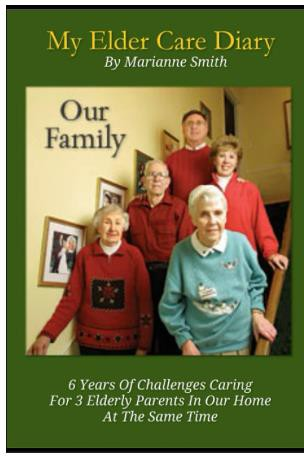 My Elder Care Diary
By Marianne Smith
Our
Family
6 Years Of Challenges Caring
For 3 Elderly Parents In Our Home
At The Same Time